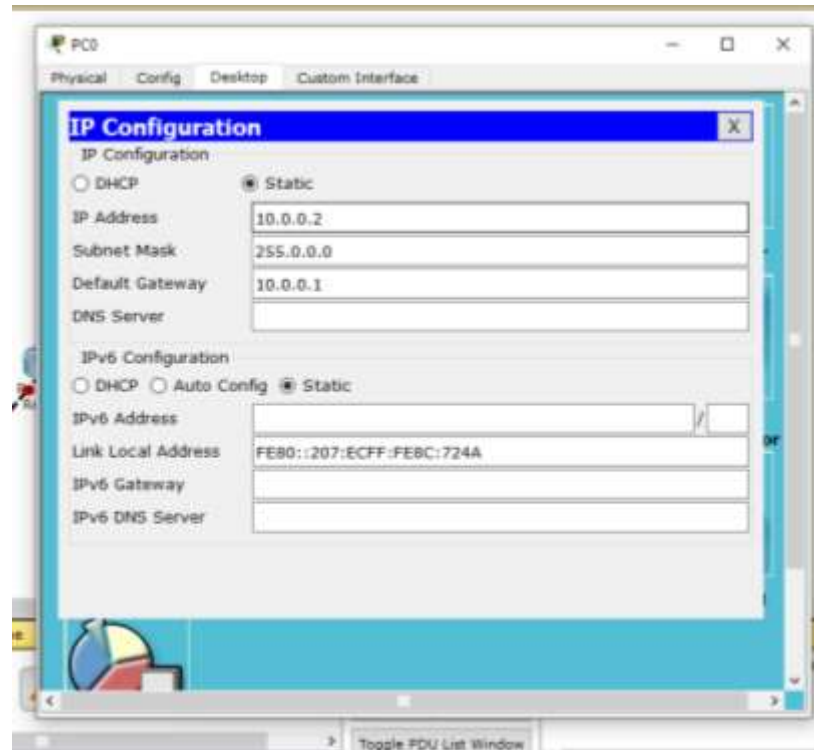 PC0
Physical Config Desktop Custom Interface
IP Configuration X
IP Configuration
DHCP Static
IP Address 10.0.0.2
Subnet Mask 255.0.0.0
Default Gateway 10.0.0.1
DNS Server
IPv6 Configuration
DHCP Auto Config Static
IPv6 Address /
Link Local Address FE80::207:ECFF:FE8C:724A
IPv6 Gateway
IPv6 DNS Server
or
Toggle PDU List Window